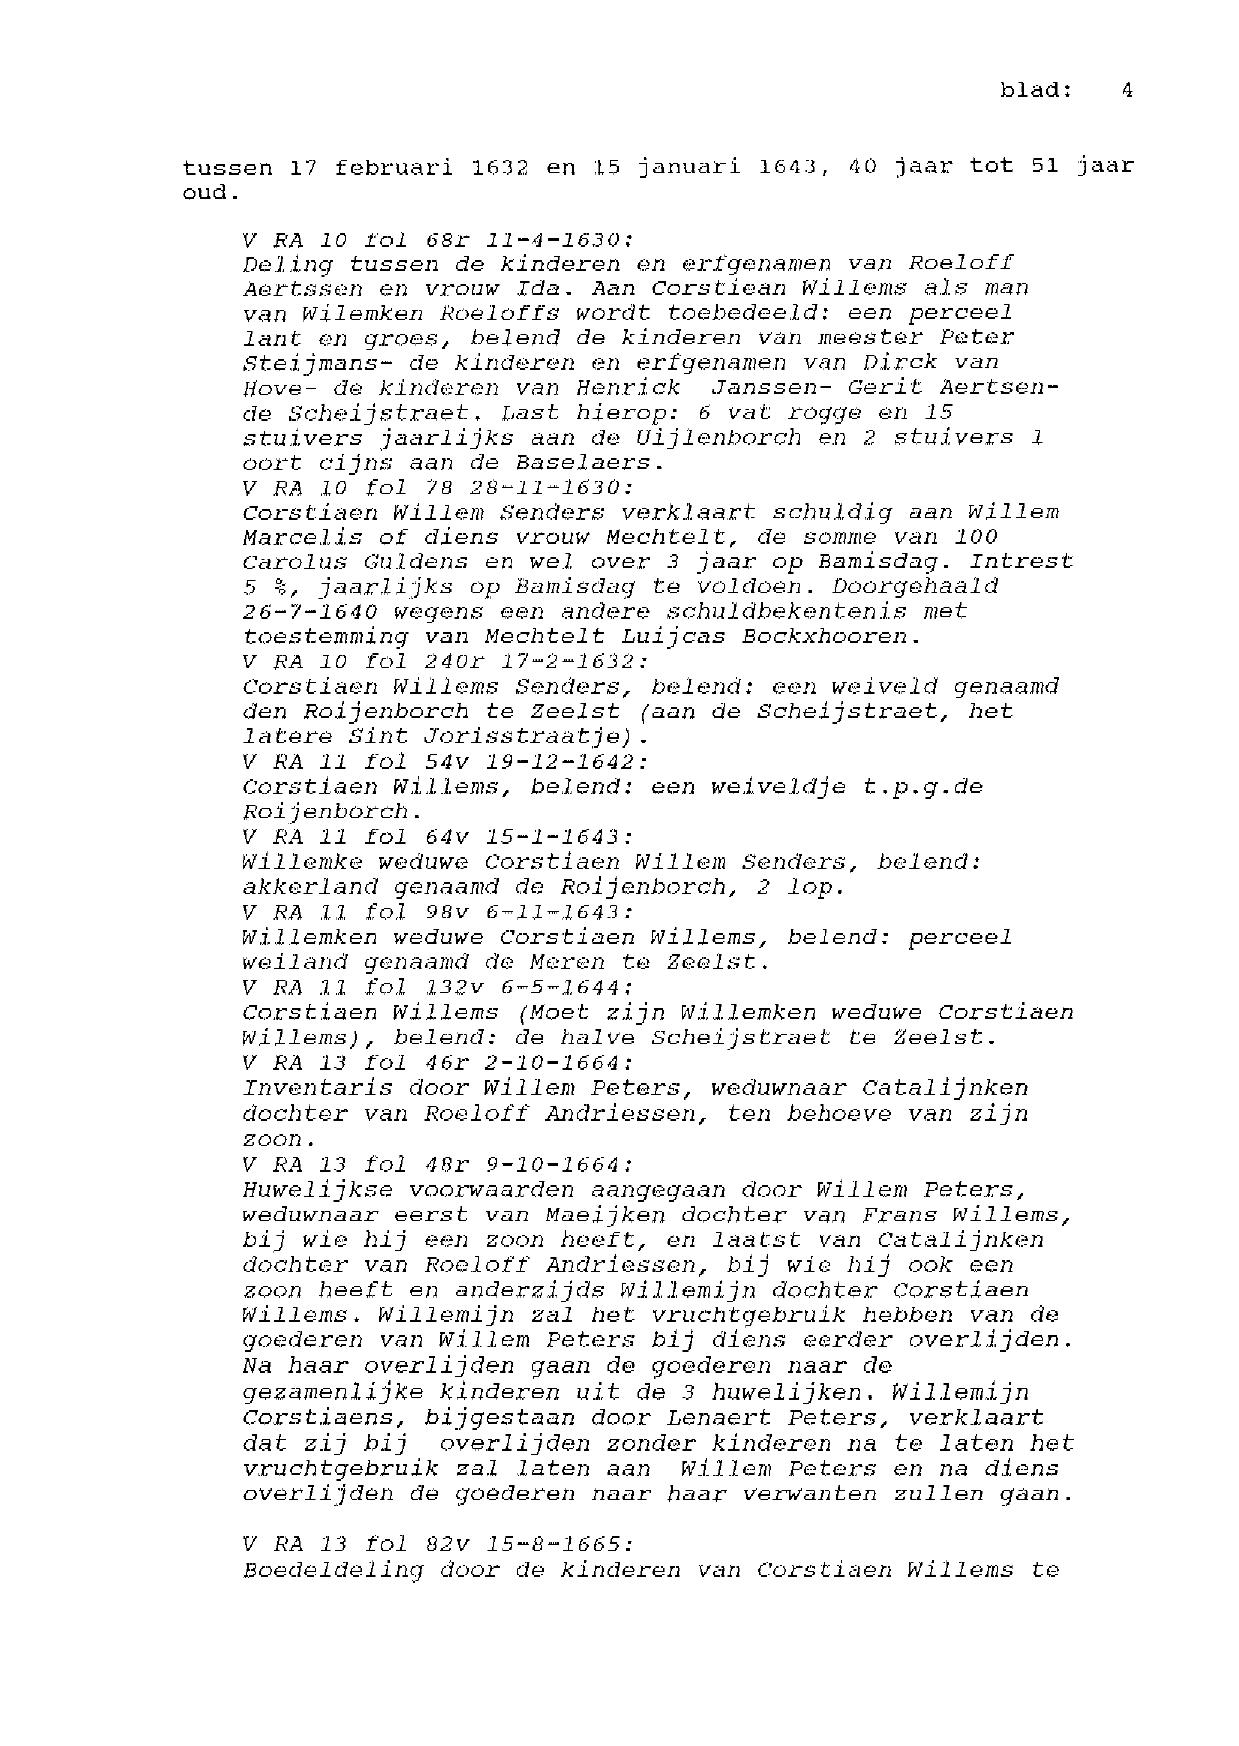 blad: 4
tussen 17 februari 1632 en 15 januari 1643, 40 jaar tot 51 jaar
oud.
V RA 10 fol 68r 11-4-1630:
Deling tussen de kinderen en erfgenamen van Roeloff
Aertssen en vrouw Ida. Aan Corstiean Willems als man
van Wilemken Roeloffs wordt toebedeeld: een perceel
lant en groes, belend de kinderen van meester Peter
Steijmans- de kinderen en erfgenamen van Dirck van
Hove- de kinderen van Henrick Janssen- Gerit Aertsen-
de Scheijstraet. Last hierop: 6 vat rogge en 15
stuivers jaarlijks aan de Uijlenborch en 2 stuivers 1
oort cijns aan de Baselaers.
V RA 10 fol 78 28-11-1630:
Corstiaen Willem Senders verklaart schuldig aan Willem
Marcelis of diens vrouw Mechtelt, de somme van 100
Carolus Guldens en wel over 3 jaar op Bamisdag. Intrest
5 %, jaarlijks op Bamisdag te voldoen. Doorgehaald
26-7-1640 wegens een andere schuldbekentenis met
toestemming van Mechtelt Luijcas Bockxhooren.
V RA 10 fol 240r 17-2-1632:
Corstiaen Willems Senders, belend: een weiveld genaamd
den Roijenborch te Zeelst (aan de Scheijstraet, het
latere Sint Jorisstraatje).
V RA 11 fol 54v 19-12-1642:
Corstiaen Willems, belend: een weiveldje t.p.g.de
Roijenborch.
V RA 11 fol 64v 15-1-1643:
Willemke weduwe Corstiaen Willem Senders, belend:
akkerland genaamd de Roijenborch, 2 lop.
V RA 11 fol 98v 6-11-1643:
Willemken weduwe Corstiaen Willems, belend: perceel
weiland genaamd de Meren te Zeelst.
V RA 11 fol 132v 6-5-1644:
Corstiaen Willems (Moet zijn Willemken weduwe Corstiaen
Willems), belend: de halve Scheijstraet te Zeelst.
V RA 13 fol 46r 2-10-1664:
Inventaris door Willem Peters, weduwnaar Catalijnken
dochter van Roeloff Andriessen, ten behoeve van zijn
zoon.
V RA 13 fol 48r 9-10-1664:
Huwelijkse voorwaarden aangegaan door Willem Peters,
weduwnaar eerst van Maeijken dochter van Frans Willems,
bij wie hij een zoon heeft, en laatst van Catalijnken
dochter van Roeloff Andriessen, bij wie hij ook een
zoon heeft en anderzijds Willemijn dochter Corstiaen
Willems. Willemijn zal het vruchtgebruik hebben van de
goederen van Willem Peters bij diens eerder overlijden.
Na haar overlijden gaan de goederen naar de
gezamenlijke kinderen uit de 3 huwelijken. Willemijn
Corstiaens, bijgestaan door Lenaert Peters, verklaart
dat zij bij overlijden zonder kinderen na te laten het
vruchtgebruik zal laten aan Willem Peters en na diens
overlijden de goederen naar haar verwanten zullen gaan.
V RA 13 fol 82v 15-8-1665:
Boedeldeling door de kinderen van Corstiaen Willems te